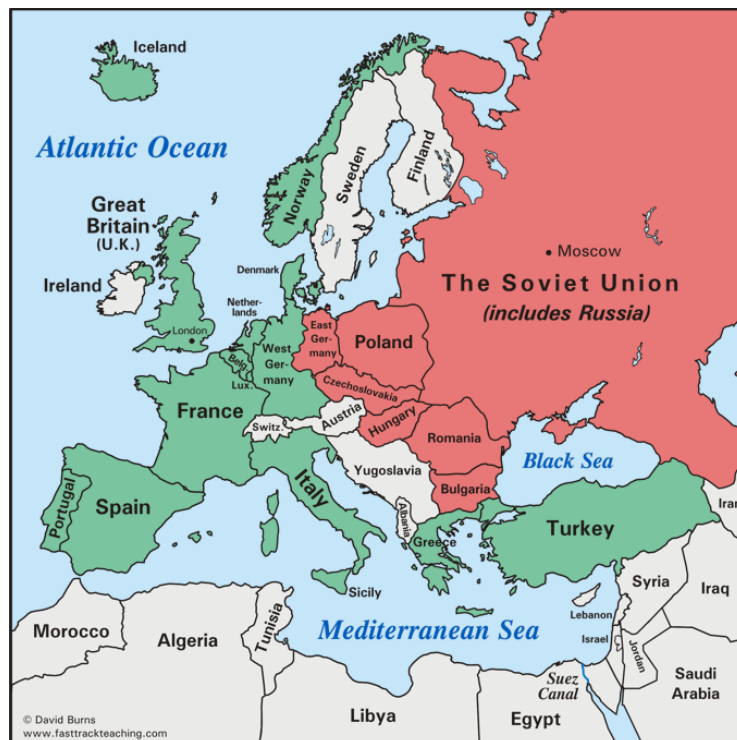 Iceland
Atlantic Ocean
Norway
Sweden
Finland
Great
Britain
(U.K.)
Ireland
London
Denmark
Nether-
lands
Belg.
Lux.
West
Ger-
many
East
Ger-
many
Poland
Moscow
The Soviet Union
(includes Russia)
Czechoslovakia
France
Switz.
Austria
Hungary
Romania
Yugoslavia
Bulgaria
Black Sea
Portugal
Spain
Italy
Albania
Greece
Turkey
Iran
Sicily
Mediterranean Sea
Syria
Iraq
Lebanon
Israel
Jordan
Saudi
Arabia
Suez
Canal
Morocco
Algeria
Tunisia
Libya
Egypt
© David Burns
www.fasttrackteaching.com